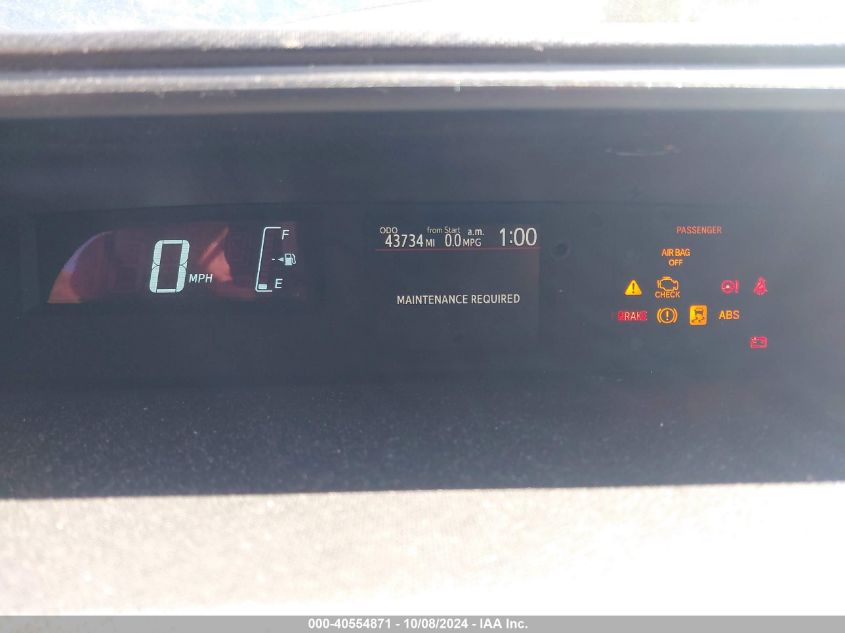 0 MPH
F
E
ODO from Start a.m.
43734 MI 0.0 MPG 1:00
MAINTENANCE REQUIRED
PASSENGER
AIR BAG
OFF
CHECK
BRAKE ABS
000-40554871 - 10/08/2024 - IAA Inc.